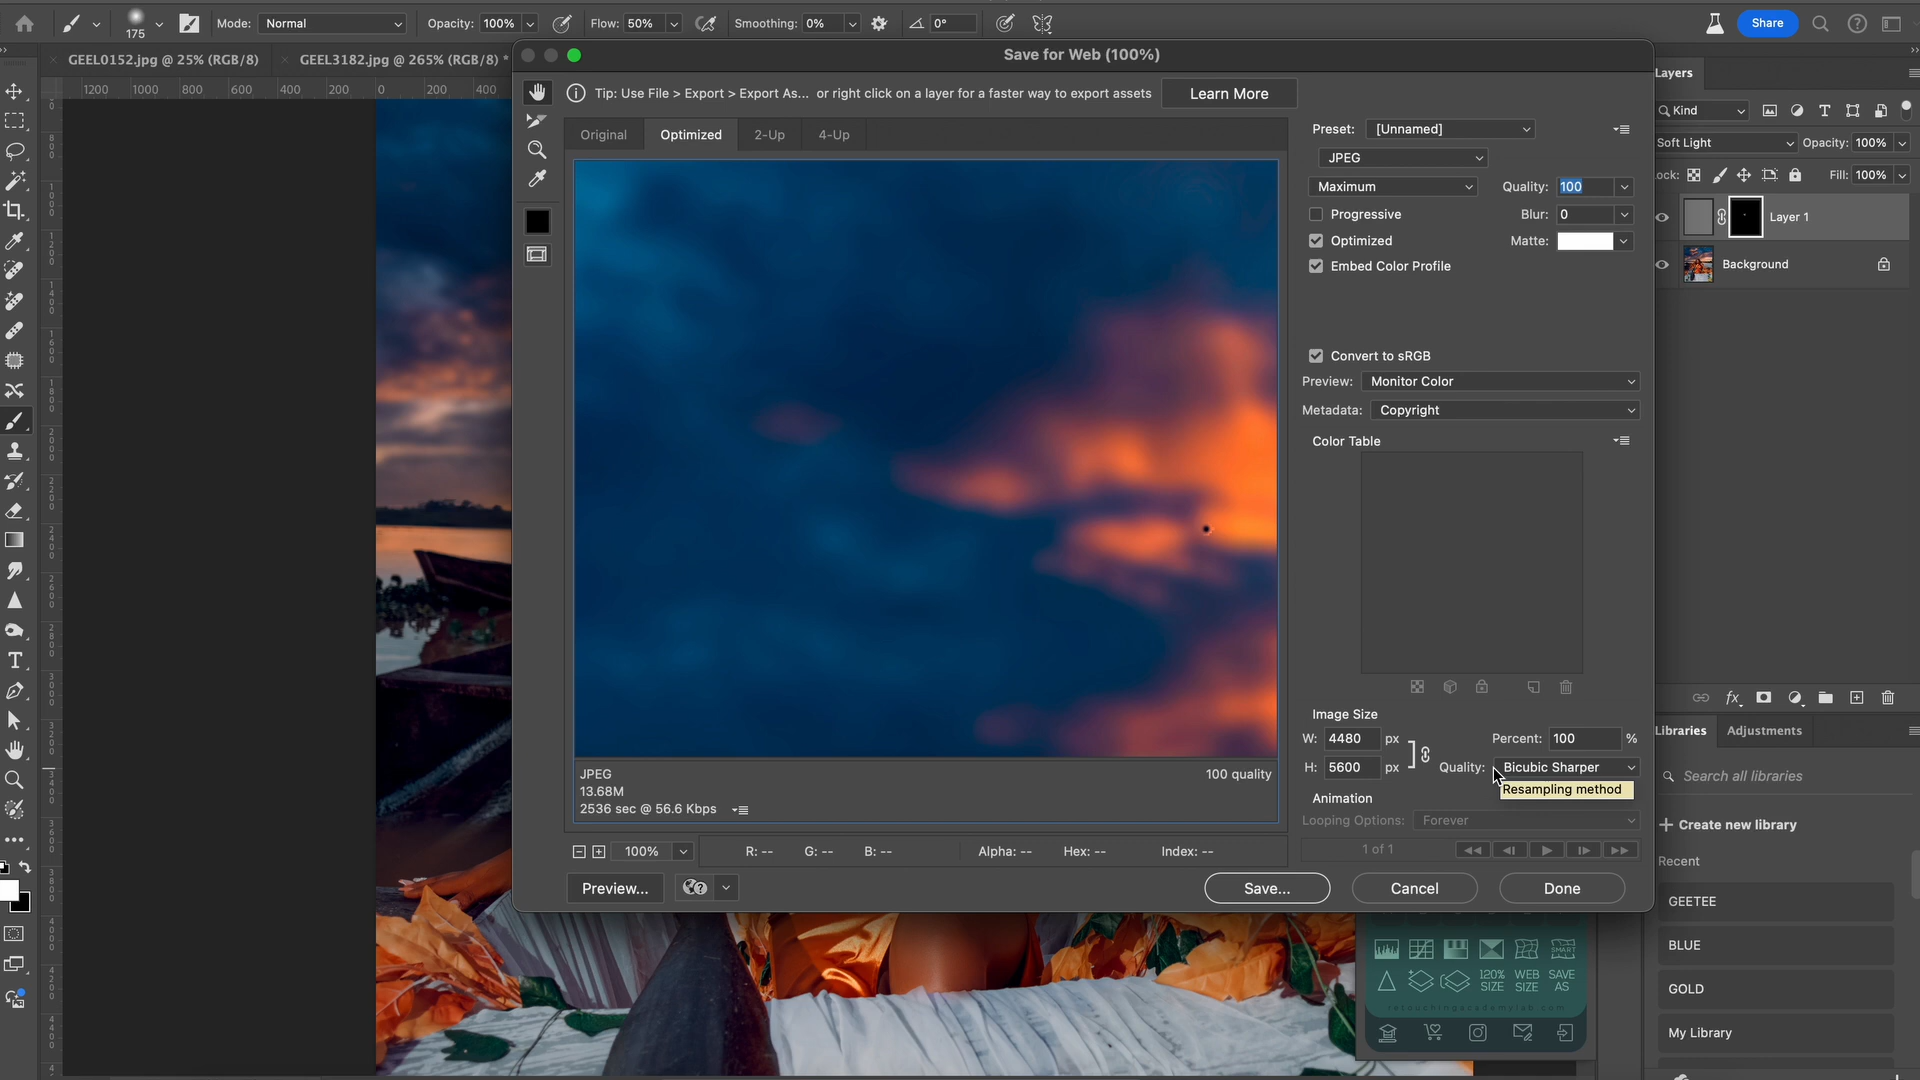 175
Mode: Normal
Opacity: 100%
Flow: 50%
Smoothing: 0%
0°
Share
GEEL0152.jpg @ 25% (RGB/8)
GEEL3182.jpg @ 265% (RGB/8) *
1200 1000 800 600 400 200 0 200 400
Save for Web (100%)
Tip: Use File > Export > Export As... or right click on a layer for a faster way to export assets
Learn More
Original
Optimized
2-Up
4-Up
JPEG
13.68M
2536 sec @ 56.6 Kbps
100 quality
100%
R: --
G: --
B: --
Alpha: --
Hex: --
Index: --
Preview...
Save...
Cancel
Done
Preset: [Unnamed]
JPEG
Maximum
Quality: 100
Progressive
Blur: 0
Optimized
Matte:
Embed Color Profile
Convert to sRGB
Preview: Monitor Color
Metadata: Copyright
Color Table
Image Size
W: 4480 px
Percent: 100 %
H: 5600 px
Quality: Bicubic Sharper
Resampling method
Animation
Looping Options: Forever
1 of 1
Layers
Kind
Soft Light
Opacity: 100%
Fill: 100%
Layer 1
Background
Libraries
Adjustments
Search all libraries
Create new library
Recent
GEETEE
BLUE
GOLD
My Library
SMART
120% SIZE
WEB SIZE
SAVE AS